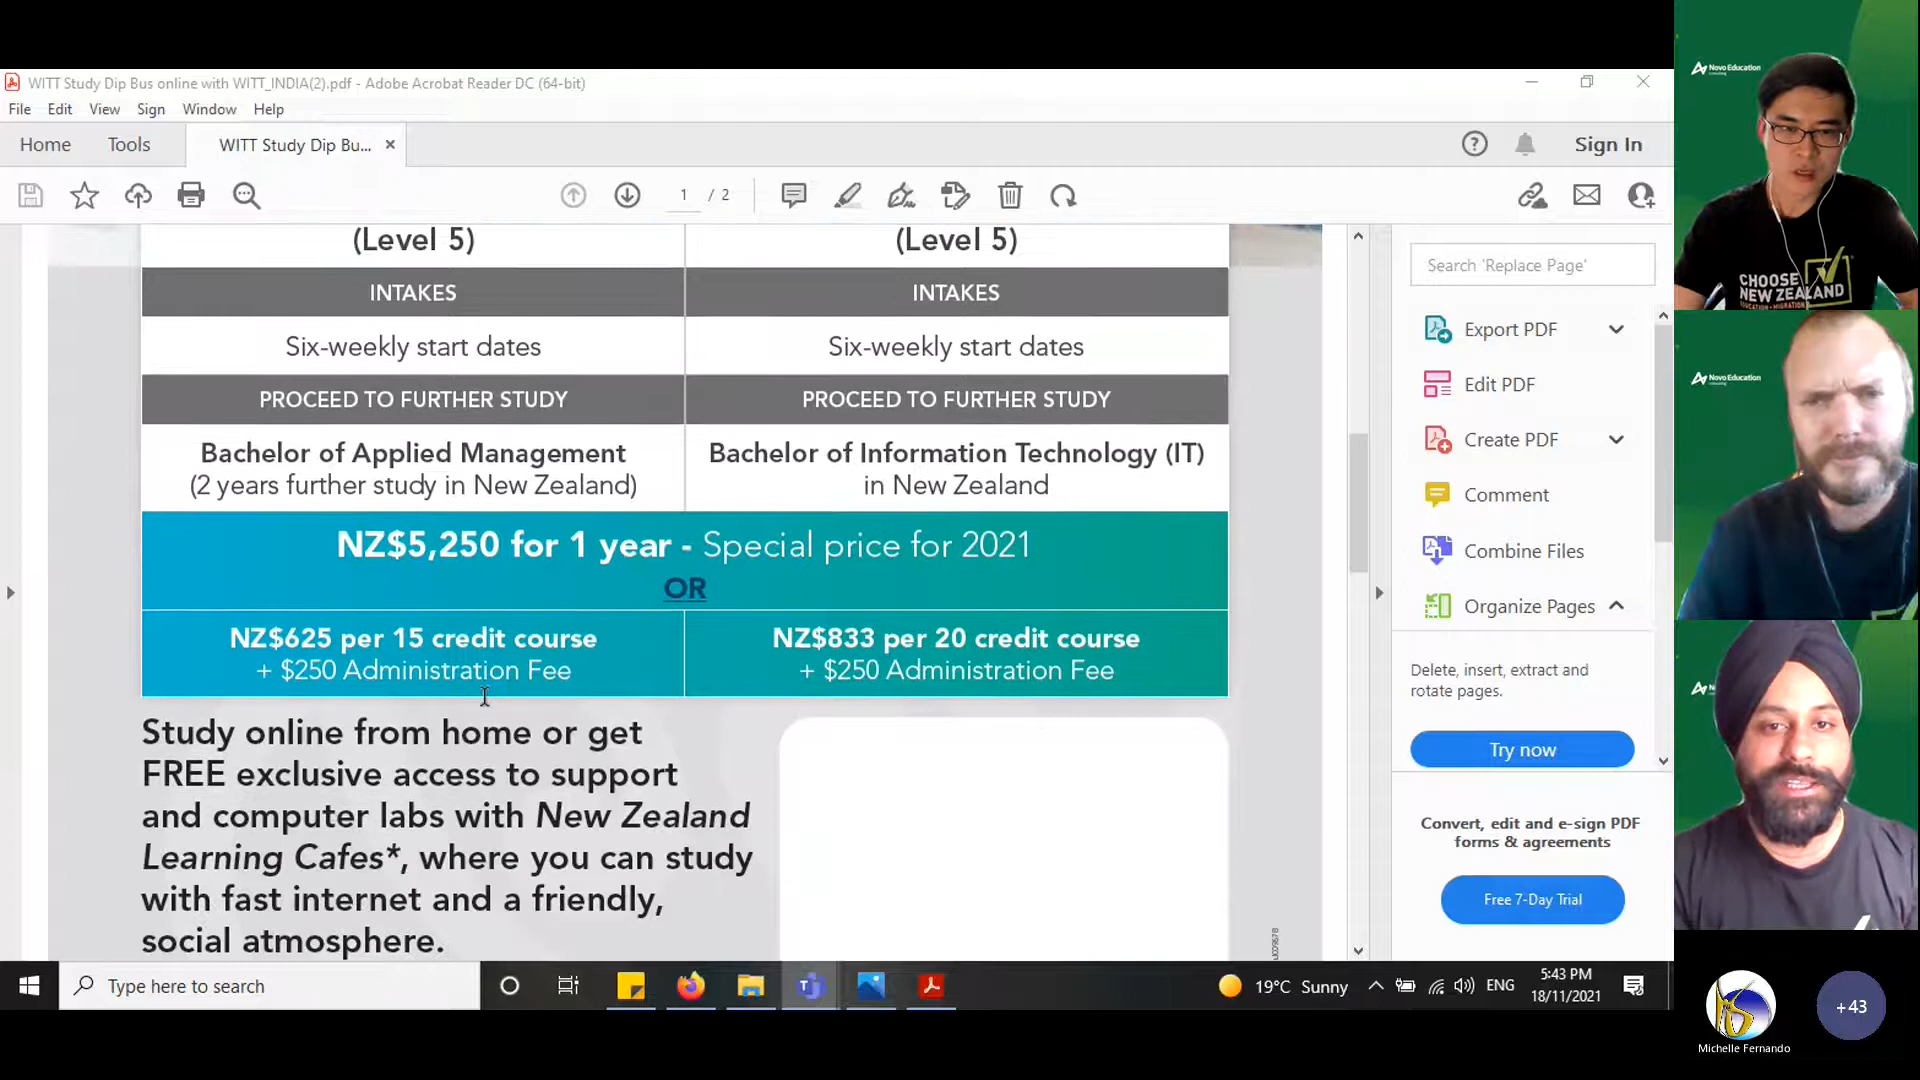 WITT Study Dip Bus online with WITT_INDIA(2).pdf - Adobe Acrobat Reader DC (64-bit)
File Edit View Sign Window Help
Home Tools WITT Study Dip Bu... × Sign In
1 / 2
(Level 5) (Level 5)
INTAKES INTAKES
Six-weekly start dates Six-weekly start dates
PROCEED TO FURTHER STUDY PROCEED TO FURTHER STUDY
Bachelor of Applied Management Bachelor of Information Technology (IT)
(2 years further study in New Zealand) in New Zealand
NZ$5,250 for 1 year - Special price for 2021
OR
NZ$625 per 15 credit course NZ$833 per 20 credit course
+ $250 Administration Fee + $250 Administration Fee
Study online from home or get
FREE exclusive access to support
and computer labs with New Zealand
Learning Cafes*, where you can study
with fast internet and a friendly,
social atmosphere.
Search 'Replace Page'
Export PDF
Edit PDF
Create PDF
Comment
Combine Files
Organize Pages
Delete, insert, extract and
rotate pages.
Try now
Convert, edit and e-sign PDF
forms & agreements
Free 7-Day Trial
Type here to search
19°C Sunny ENG
5:43 PM
18/11/2021
Novo Education
CHOOSE
NEW ZEALAND
EDUCATION • MIGRATION
Novo Education
Michelle Fernando
+43